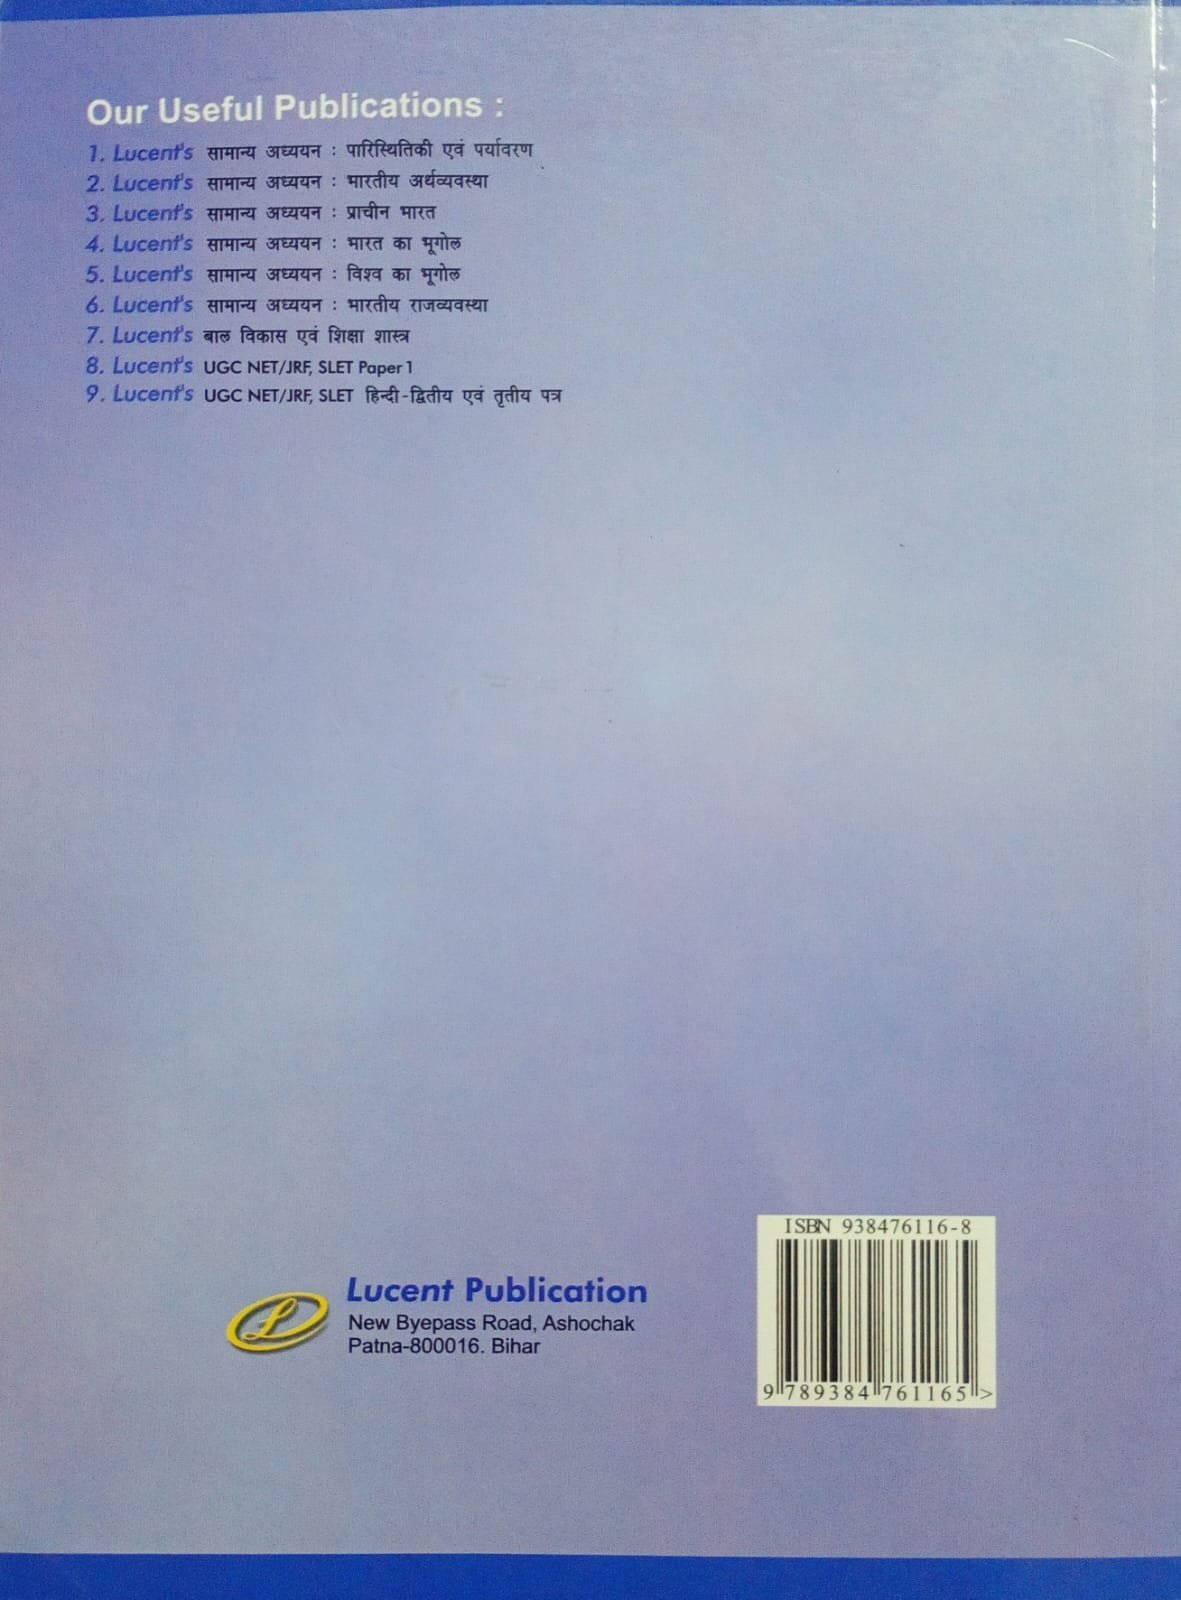 Our Useful Publications :
1. Lucent's सामान्य अध्ययन : पारिस्थितिकी एवं पर्यावरण
2. Lucent's सामान्य अध्ययन : भारतीय अर्थव्यवस्था
3. Lucent's सामान्य अध्ययन : प्राचीन भारत
4. Lucent's सामान्य अध्ययन : भारत का भूगोल
5. Lucent's सामान्य अध्ययन : विश्व का भूगोल
6. Lucent's सामान्य अध्ययन : भारतीय राजव्यवस्था
7. Lucent's बाल विकास एवं शिक्षा शास्त्र
8. Lucent's UGC NET/JRF, SLET Paper 1
9. Lucent's UGC NET/JRF, SLET हिन्दी-द्वितीय एवं तृतीय पत्र
L
Lucent Publication
New Byepass Road, Ashochak
Patna-800016. Bihar
ISBN 938476116-8
9 789384 761165 >